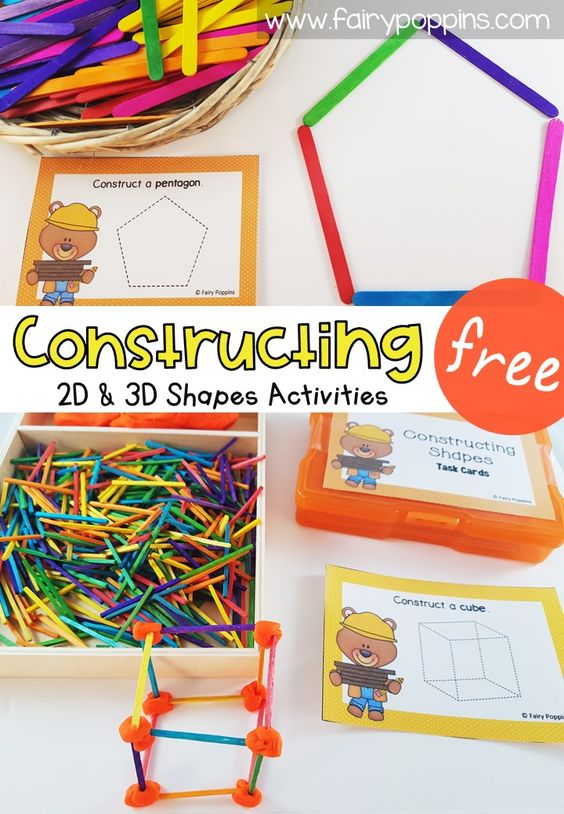 www.fairypoppins.com
Construct a pentagon.
© Fairy Poppins
Constructing
2D & 3D Shapes Activities
free
Constructing
Shapes
Task Cards
© Fairy Poppins
Construct a cube.
© Fairy Poppins